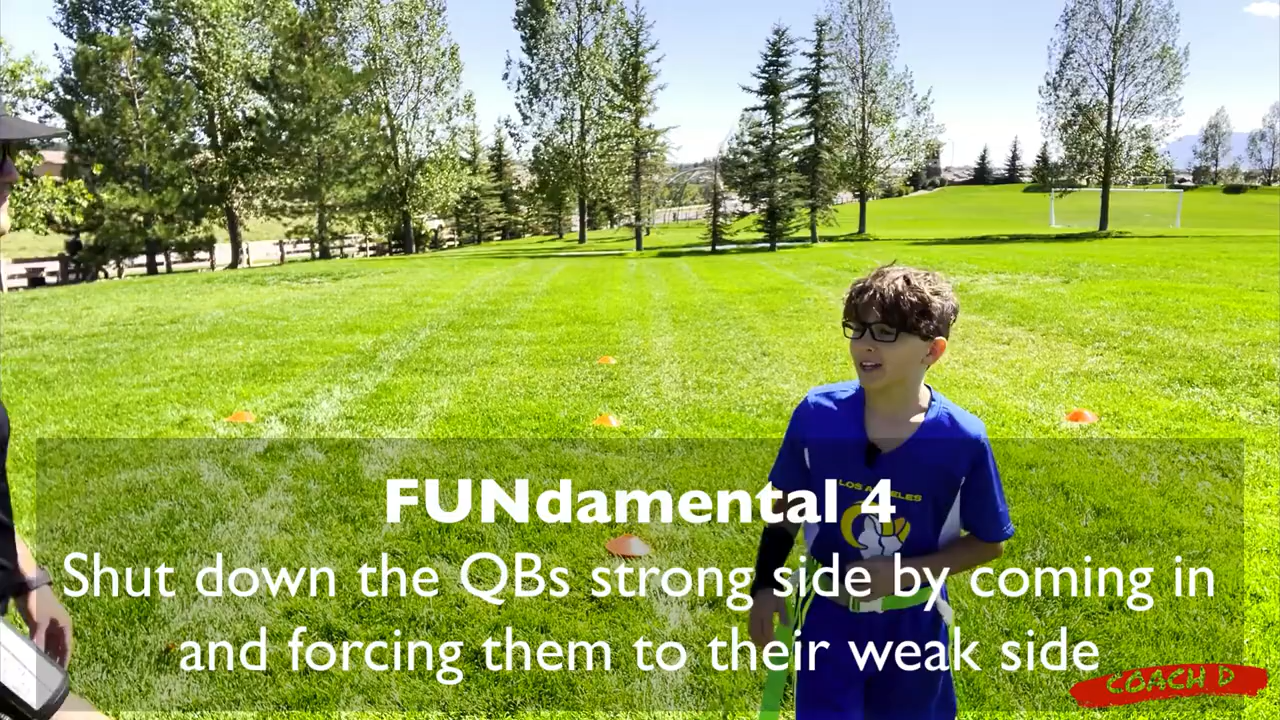 FUNdamental 4
LOS ANGELES
Shut down the QBs strong side by coming in
and forcing them to their weak side
COACH D